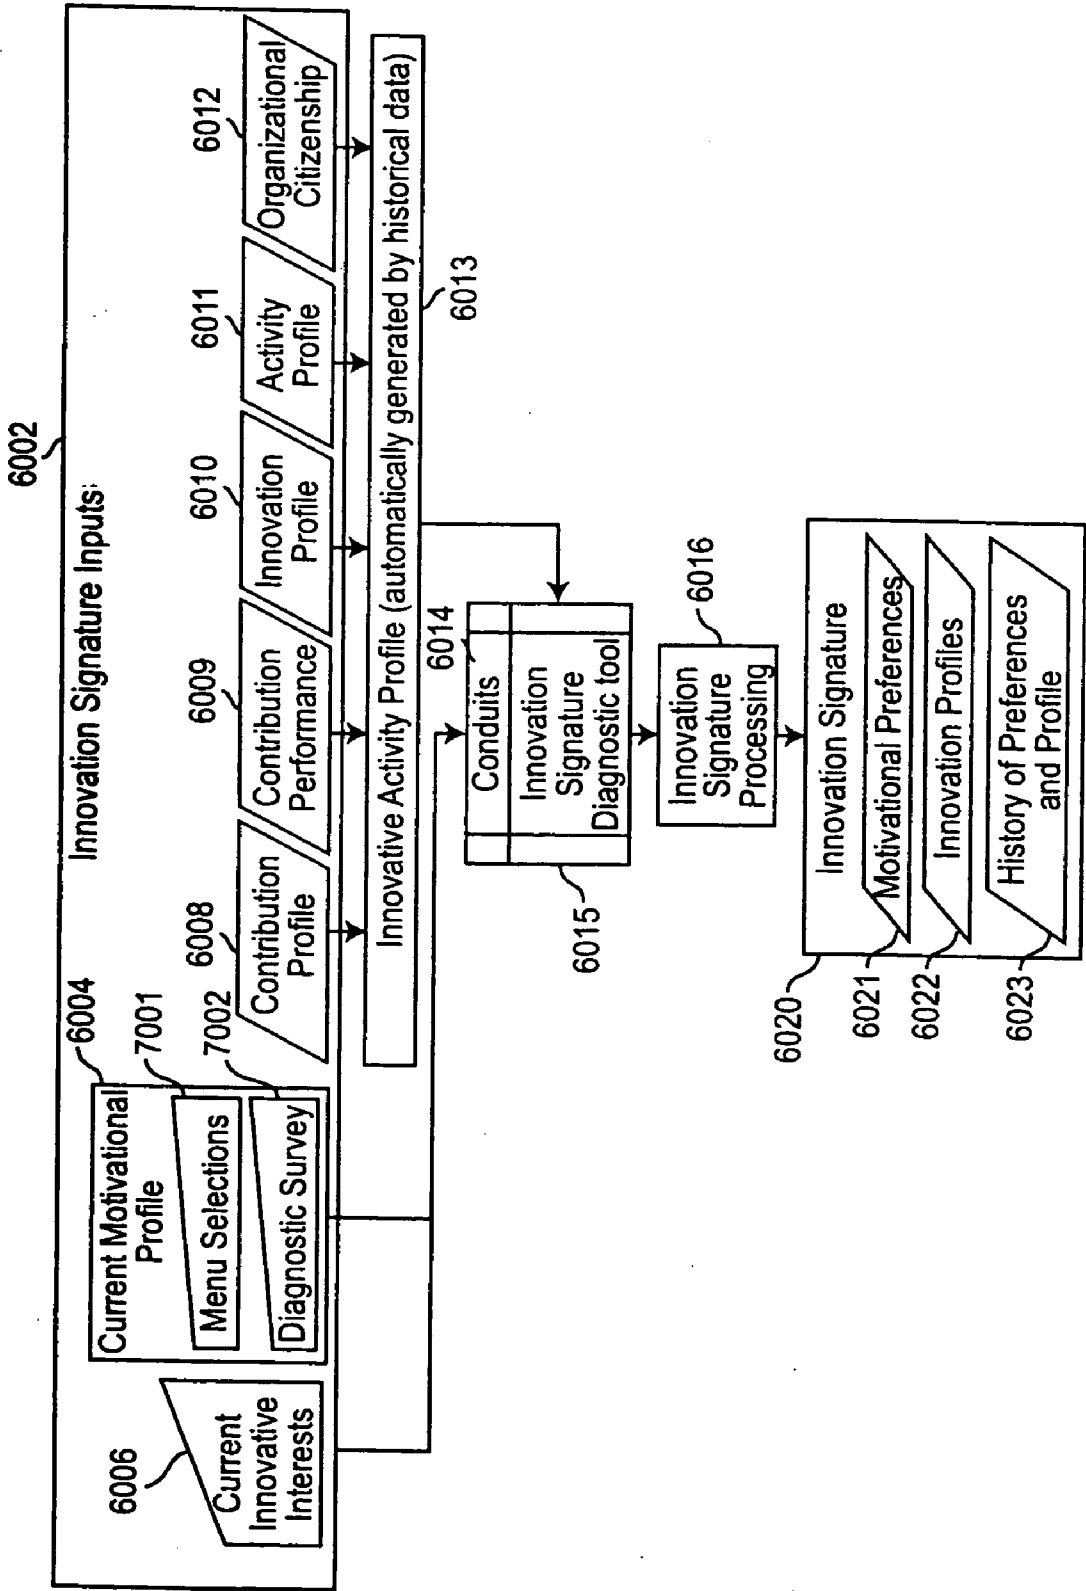 6002
Innovation Signature Inputs
6006
Current
Innovative
Interests
6004
Current Motivational
Profile
7001
Menu Selections
7002
Diagnostic Survey
6008
Contribution
Profile
6009
Contribution
Performance
6010
Innovation
Profile
6011
Activity
Profile
6012
Organizational
Citizenship
Innovative Activity Profile (automatically generated by historical data)
6013
Conduits
6014
Innovation
Signature
Diagnostic tool
6015
Innovation
Signature
Processing
6016
6020
Innovation Signature
6021
Motivational Preferences
6022
Innovation Profiles
6023
History of Preferences
and Profile